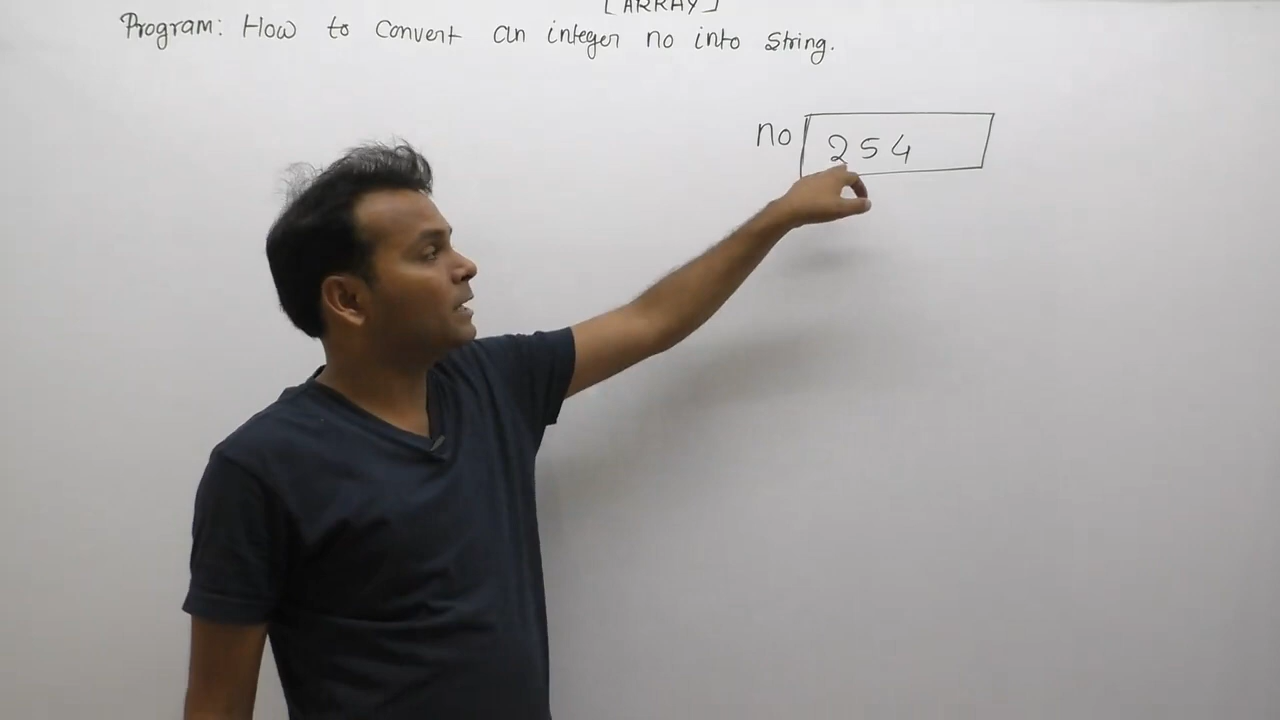 [ARRAY]
Program: How to Convert an integer no into String.
no 254